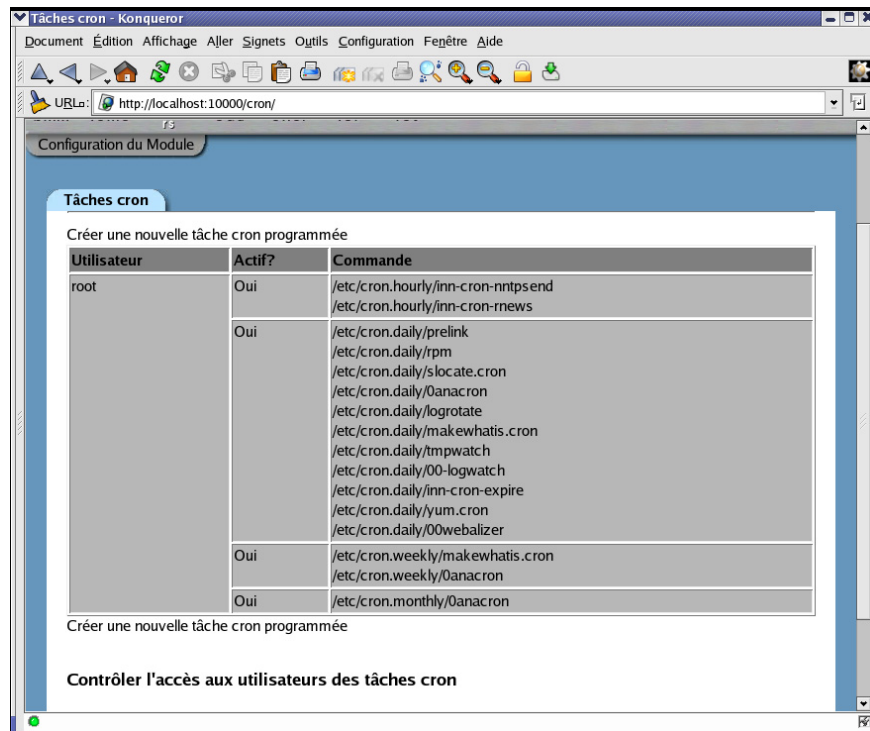 Tâches cron - Konqueror
Document Édition Affichage Aller Signets Outils Configuration Fenêtre Aide
URL: http://localhost:10000/cron/
Configuration du Module
Tâches cron
Créer une nouvelle tâche cron programmée
Utilisateur Actif? Commande
root Oui /etc/cron.hourly/inn-cron-nntpsend
/etc/cron.hourly/inn-cron-rnews
Oui /etc/cron.daily/prelink
/etc/cron.daily/rpm
/etc/cron.daily/slocate.cron
/etc/cron.daily/0anacron
/etc/cron.daily/logrotate
/etc/cron.daily/makewhatis.cron
/etc/cron.daily/tmpwatch
/etc/cron.daily/00-logwatch
/etc/cron.daily/inn-cron-expire
/etc/cron.daily/yum.cron
/etc/cron.daily/00webalizer
Oui /etc/cron.weekly/makewhatis.cron
/etc/cron.weekly/0anacron
Oui /etc/cron.monthly/0anacron
Créer une nouvelle tâche cron programmée
Contrôler l'accès aux utilisateurs des tâches cron